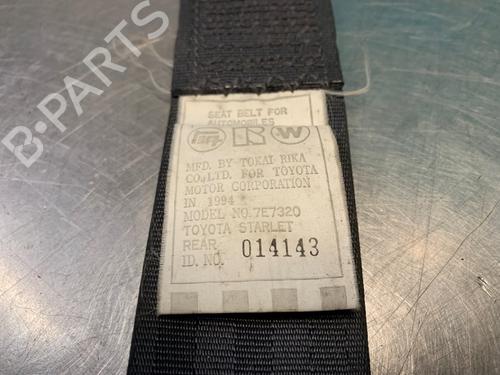 B-PARTS
SEAT BELT FOR
AUTOMOBILES
MFD. BY TOKAI RIKA
CO., LTD. FOR TOYOTA
MOTOR CORPORATION
IN 1994
MODEL NO. 7E7320
TOYOTA STARLET
REAR
ID. NO. 014143